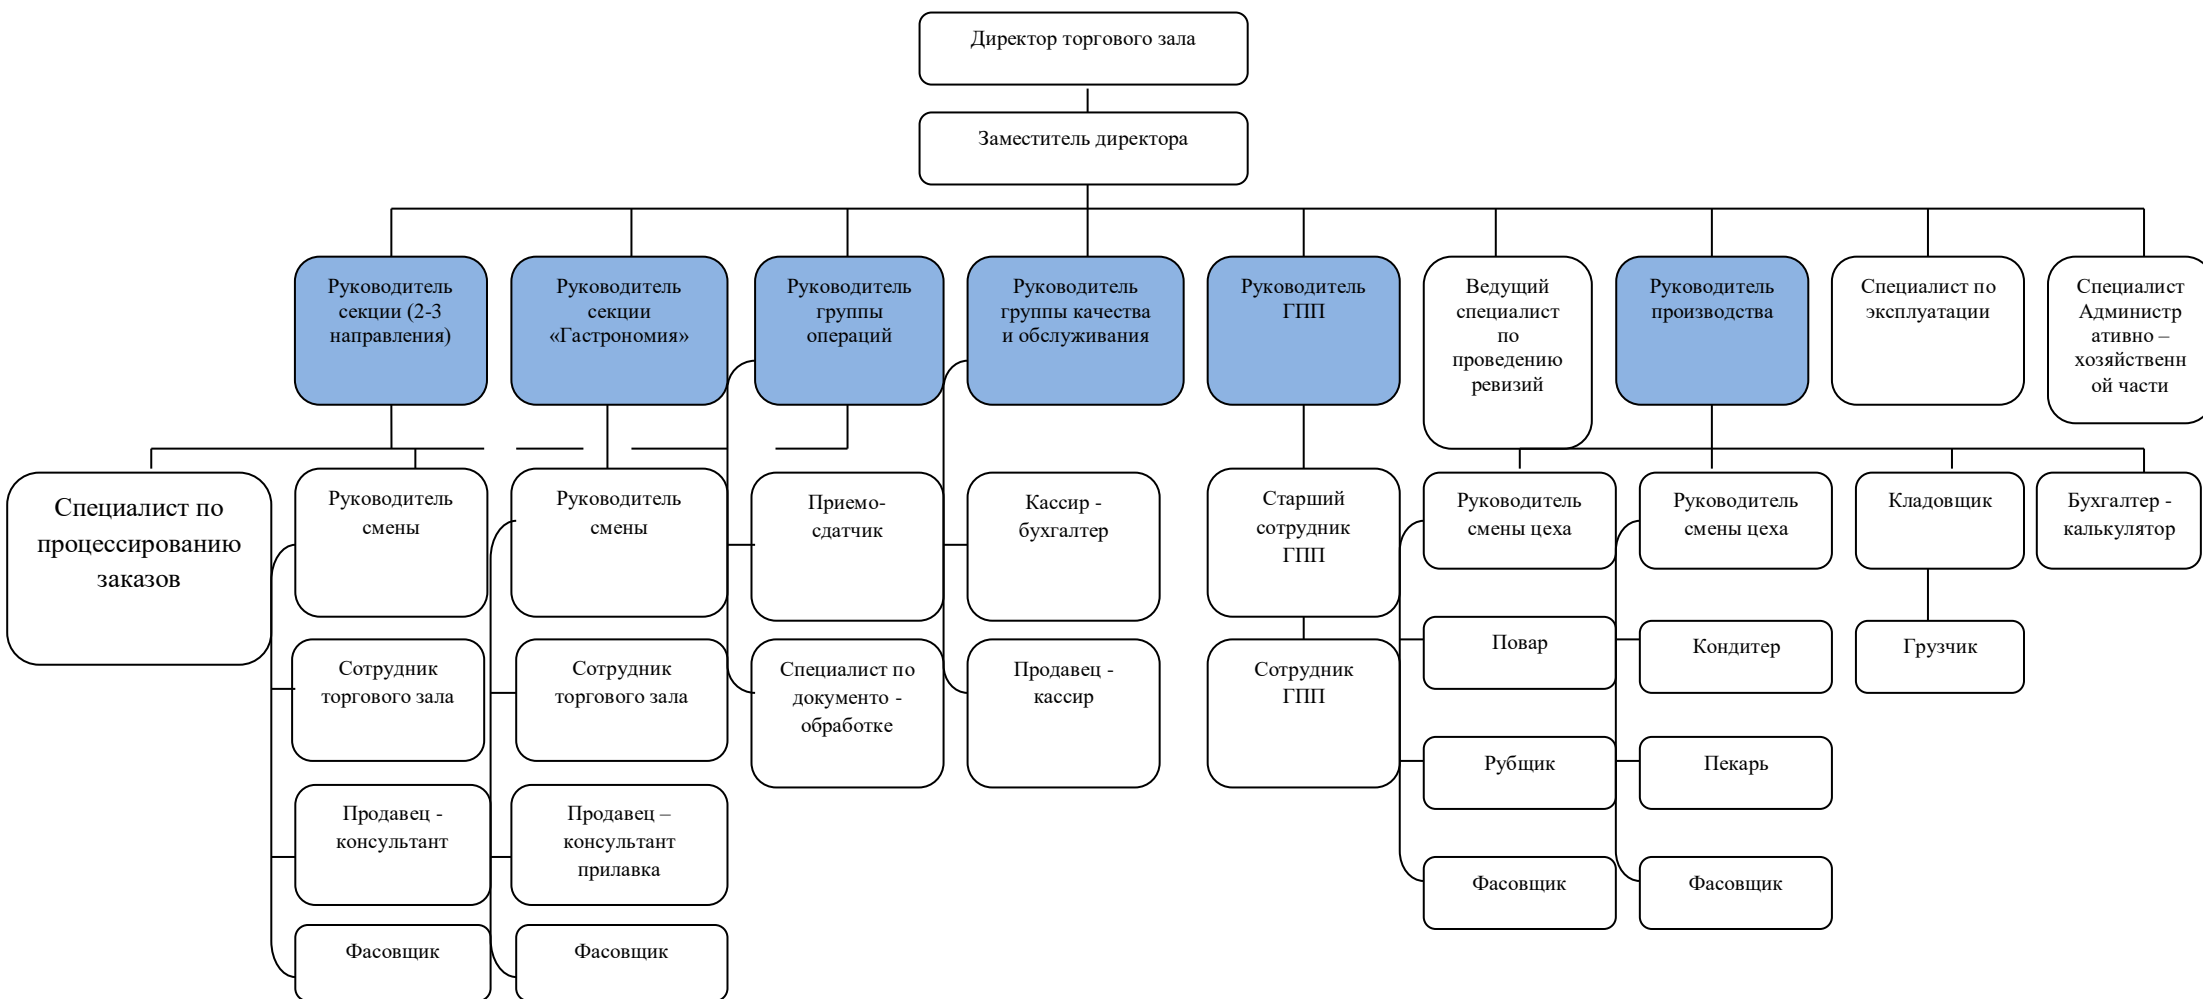 Директор торгового зала
Заместитель директора
Руководитель
секции (2-3
направления)
Руководитель
секции
«Гастрономия»
Руководитель
группы
операций
Руководитель
группы качества
и обслуживания
Руководитель
ГПП
Ведущий
специалист
по
проведению
ревизий
Руководитель
производства
Специалист по
эксплуатации
Специалист
Администр
ативно –
хозяйственн
ой части
Специалист по
процессированию
заказов
Руководитель
смены
Руководитель
смены
Приемо-
сдатчик
Кассир -
бухгалтер
Старший
сотрудник
ГПП
Руководитель
смены цеха
Руководитель
смены цеха
Кладовщик
Бухгалтер -
калькулятор
Сотрудник
торгового зала
Сотрудник
торгового зала
Специалист по
документо -
обработке
Продавец -
кассир
Сотрудник
ГПП
Повар
Кондитер
Грузчик
Рубщик
Пекарь
Продавец -
консультант
Продавец –
консультант
прилавка
Фасовщик
Фасовщик
Фасовщик
Фасовщик